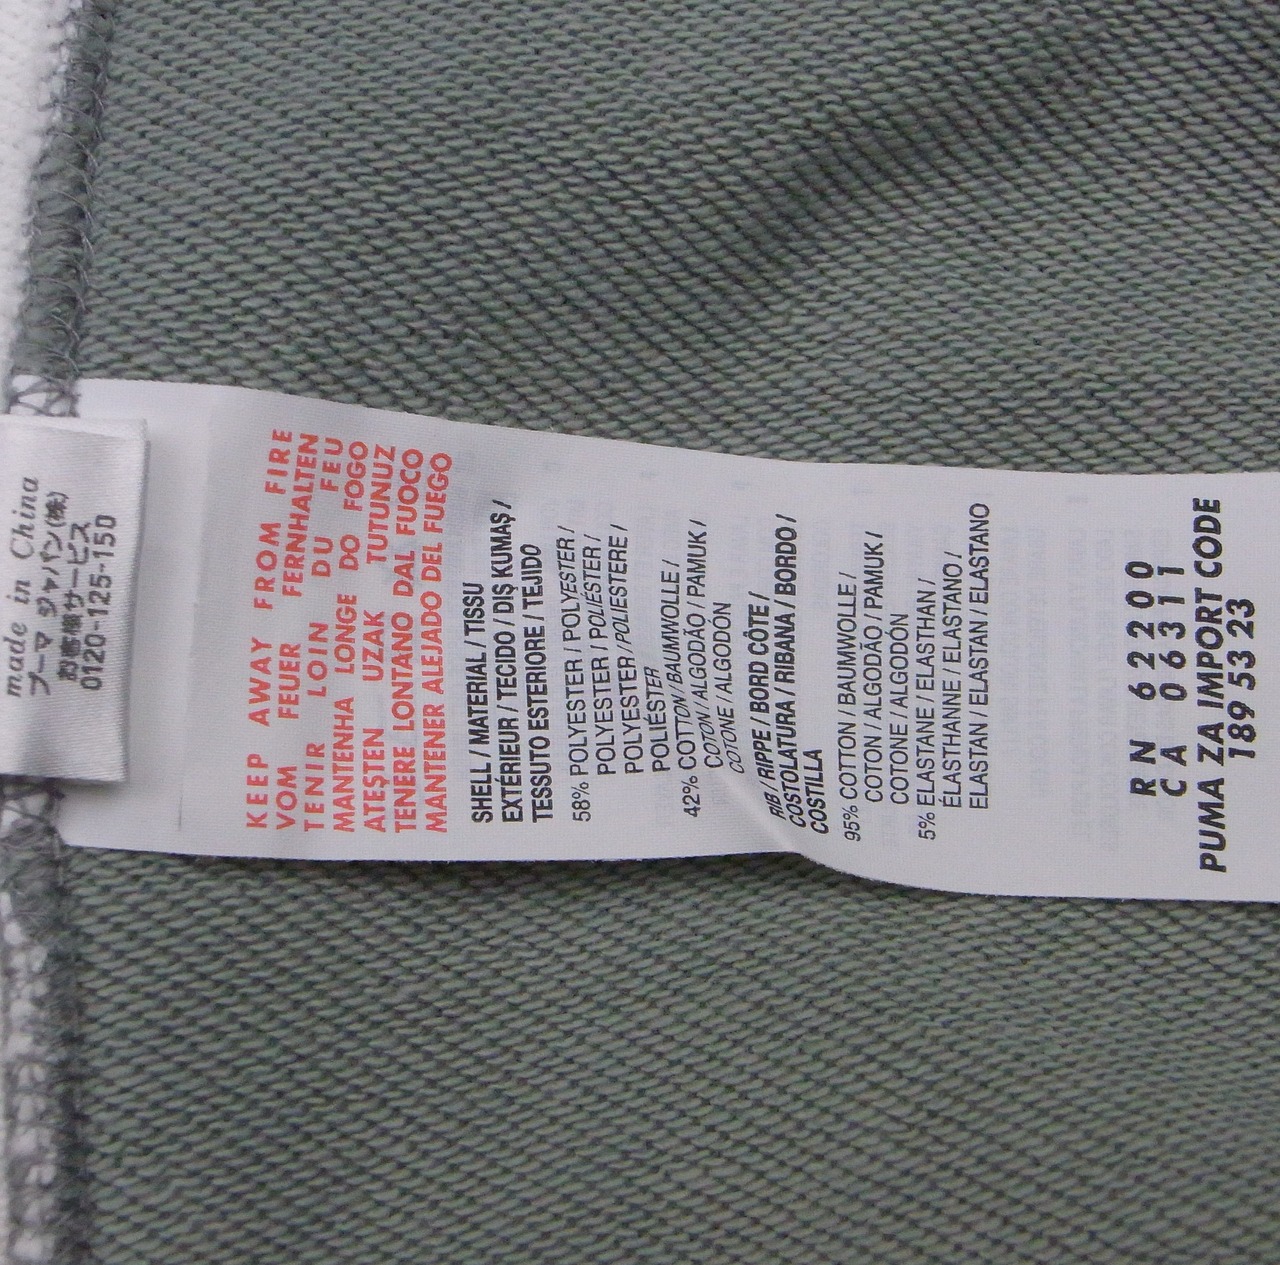 made in China
プーマ ジャパン(株)
お客様サービス
0120-125-150
KEEP AWAY FROM FIRE
VOM FEUER FERNHALTEN
TENIR LOIN DU FEU
MANTENHA LONGE DO FOGO
ATEŞTEN UZAK TUTUNUZ
TENERE LONTANO DAL FUOCO
MANTENER ALEJADO DEL FUEGO
SHELL / MATERIAL / TISSU
EXTÉRIEUR / TECIDO / DIŞ KUMAŞ /
TESSUTO ESTERIORE / TEJIDO
58% POLYESTER / POLYESTER /
POLYESTER / POLIÉSTER /
POLYESTER / POLIESTERE /
POLIÉSTER
42% COTTON / BAUMWOLLE /
COTON / ALGODÃO / PAMUK /
COTONE / ALGODÓN
RIB / RIPPE / BORD CÔTE /
COSTOLATURA / RIBANA / BORDO /
COSTILLA
95% COTTON / BAUMWOLLE /
COTON / ALGODÃO / PAMUK /
COTONE / ALGODÓN
5% ELASTANE / ELASTHAN /
ÉLASTHANNE / ELASTANO /
ELASTAN / ELASTAN / ELASTANO
RN 62200
CA 06311
PUMA ZA IMPORT CODE
189 53 23